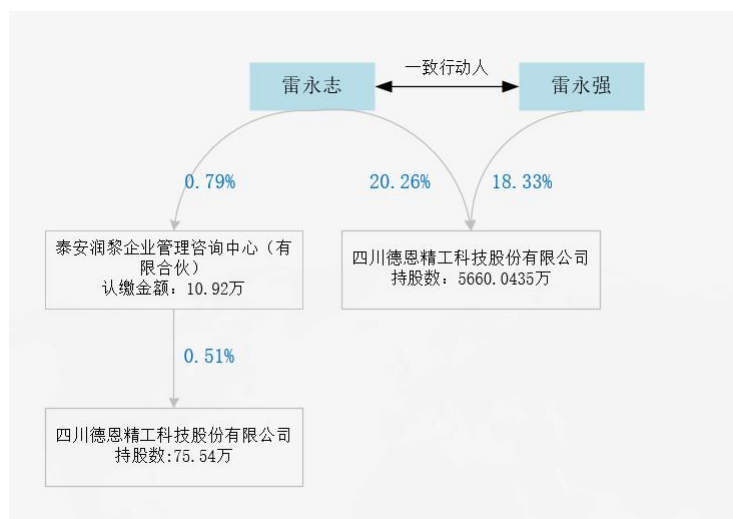 一致行动人
雷永志
雷永强
0.79%
20.26%
18.33%
泰安润黎企业管理咨询中心（有
限合伙）
认缴金额：10.92万
四川德恩精工科技股份有限公司
持股数：5660.0435万
0.51%
四川德恩精工科技股份有限公司
持股数:75.54万